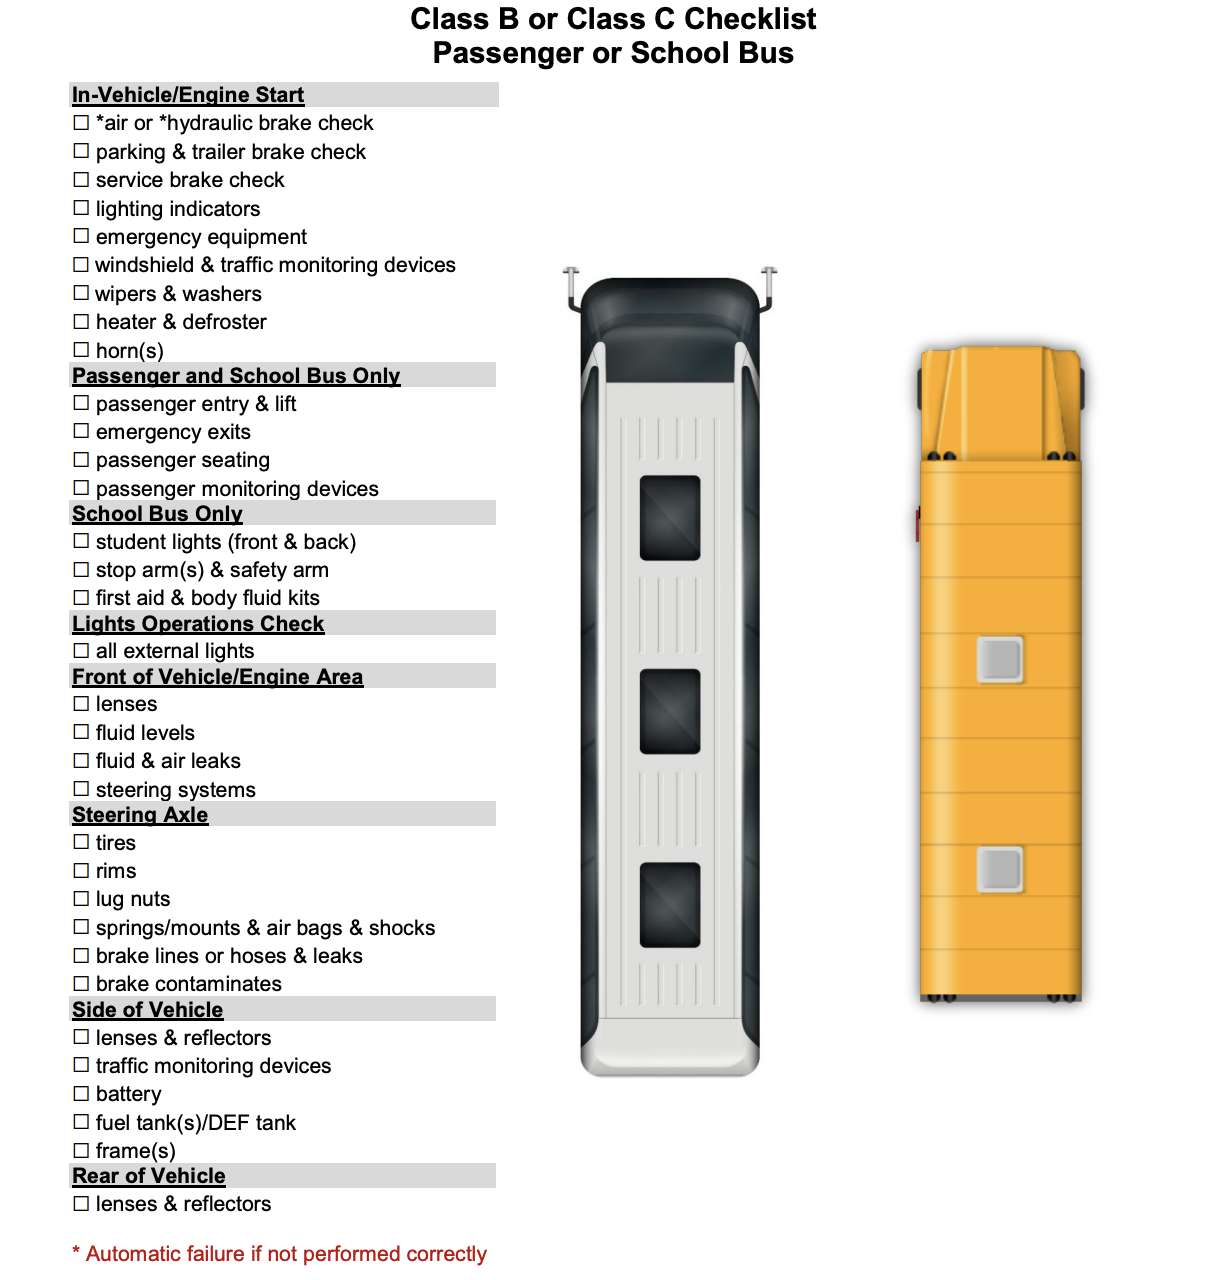 Class B or Class C Checklist
Passenger or School Bus
In-Vehicle/Engine Start
☐ *air or *hydraulic brake check
☐ parking & trailer brake check
☐ service brake check
☐ lighting indicators
☐ emergency equipment
☐ windshield & traffic monitoring devices
☐ wipers & washers
☐ heater & defroster
☐ horn(s)
Passenger and School Bus Only
☐ passenger entry & lift
☐ emergency exits
☐ passenger seating
☐ passenger monitoring devices
School Bus Only
☐ student lights (front & back)
☐ stop arm(s) & safety arm
☐ first aid & body fluid kits
Lights Operations Check
☐ all external lights
Front of Vehicle/Engine Area
☐ lenses
☐ fluid levels
☐ fluid & air leaks
☐ steering systems
Steering Axle
☐ tires
☐ rims
☐ lug nuts
☐ springs/mounts & air bags & shocks
☐ brake lines or hoses & leaks
☐ brake contaminates
Side of Vehicle
☐ lenses & reflectors
☐ traffic monitoring devices
☐ battery
☐ fuel tank(s)/DEF tank
☐ frame(s)
Rear of Vehicle
☐ lenses & reflectors
* Automatic failure if not performed correctly